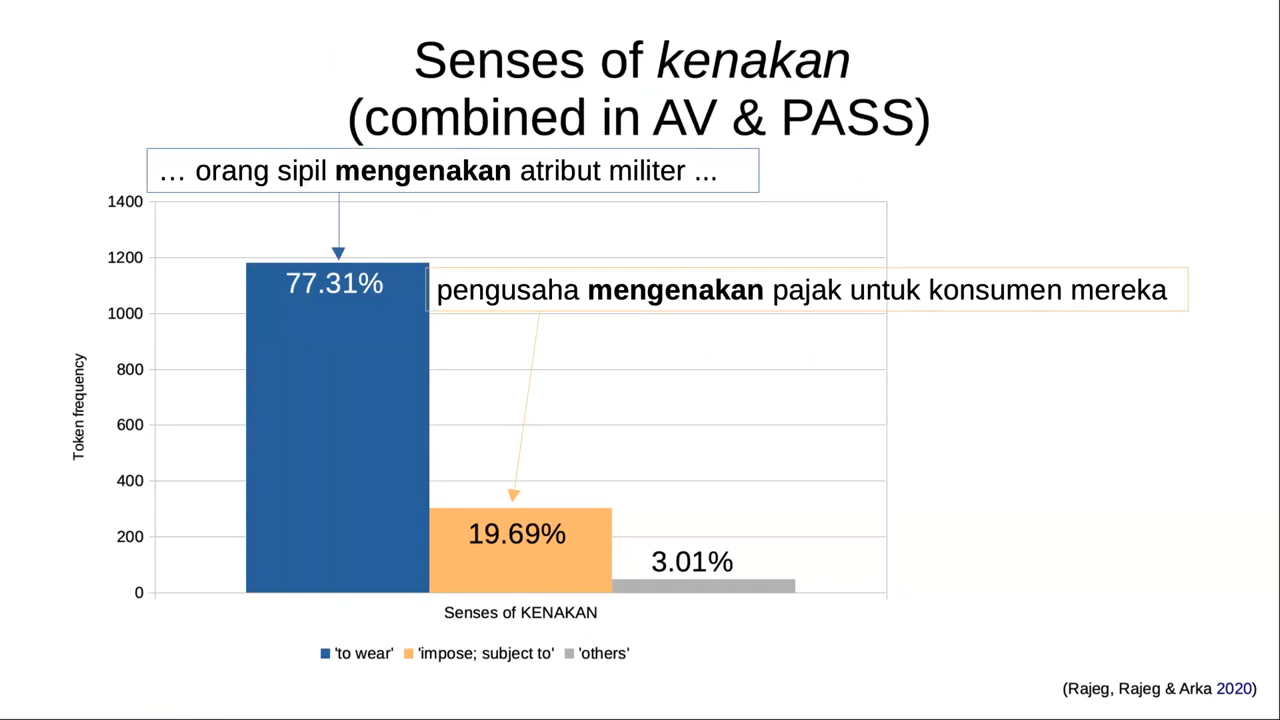 Senses of kenakan
(combined in AV & PASS)
… orang sipil mengenakan atribut militer ...
pengusaha mengenakan pajak untuk konsumen mereka
1400
1200
1000
800
600
400
200
0
Token frequency
77.31%
19.69%
3.01%
Senses of KENAKAN
'to wear' 'impose; subject to' 'others'
(Rajeg, Rajeg & Arka 2020)